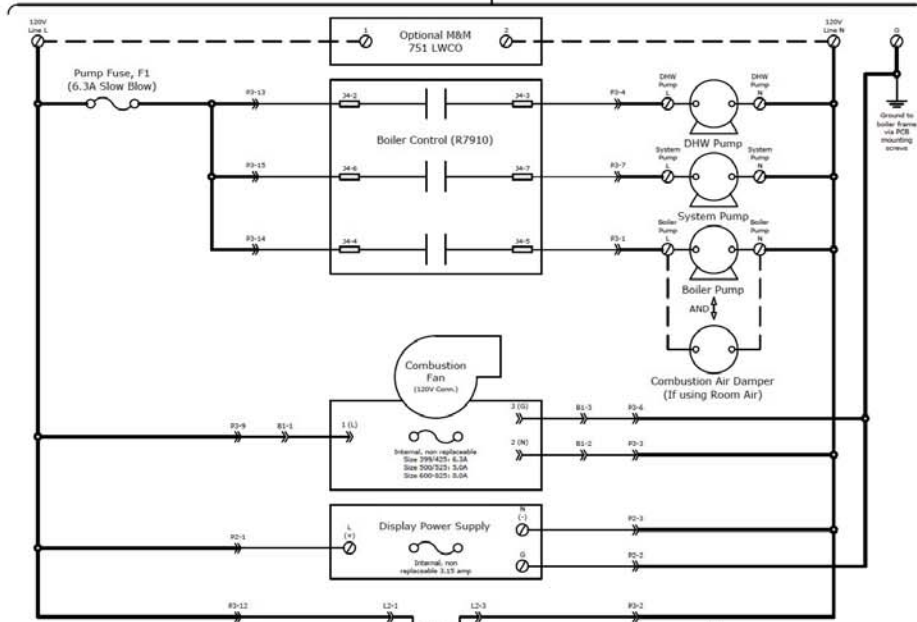 120V
Line L
1
Optional M&M
751 LWCO
2
120V
Line N
G
Pump Fuse, F1
(6.3A Slow Blow)
P3-13
J4-2
J4-3
P3-4
DHW
Pump
L
DHW
Pump
N
DHW Pump
Ground to
boiler frame
via PCB
mounting
screws
Boiler Control (R7910)
P3-15
J4-6
J4-7
P3-7
System
Pump
L
System
Pump
N
System Pump
P3-14
J4-4
J4-5
P3-1
Boiler
Pump
L
Boiler
Pump
N
Boiler Pump
AND
Combustion Air Damper
(If using Room Air)
Combustion
Fan
(120V Conn.)
3 (G)
B1-3
P3-6
P3-9
B1-1
1 (L)
2 (N)
B1-2
P3-3
Internal, non replaceable
Size 399/425: 6.3A
Size 500/525: 5.0A
Size 600-825: 8.0A
P2-1
L
(+)
Display Power Supply
N
(-)
P2-3
G
P2-2
Internal, non
replaceable 3.15 amp
P3-12
L2-1
L2-3
P3-2